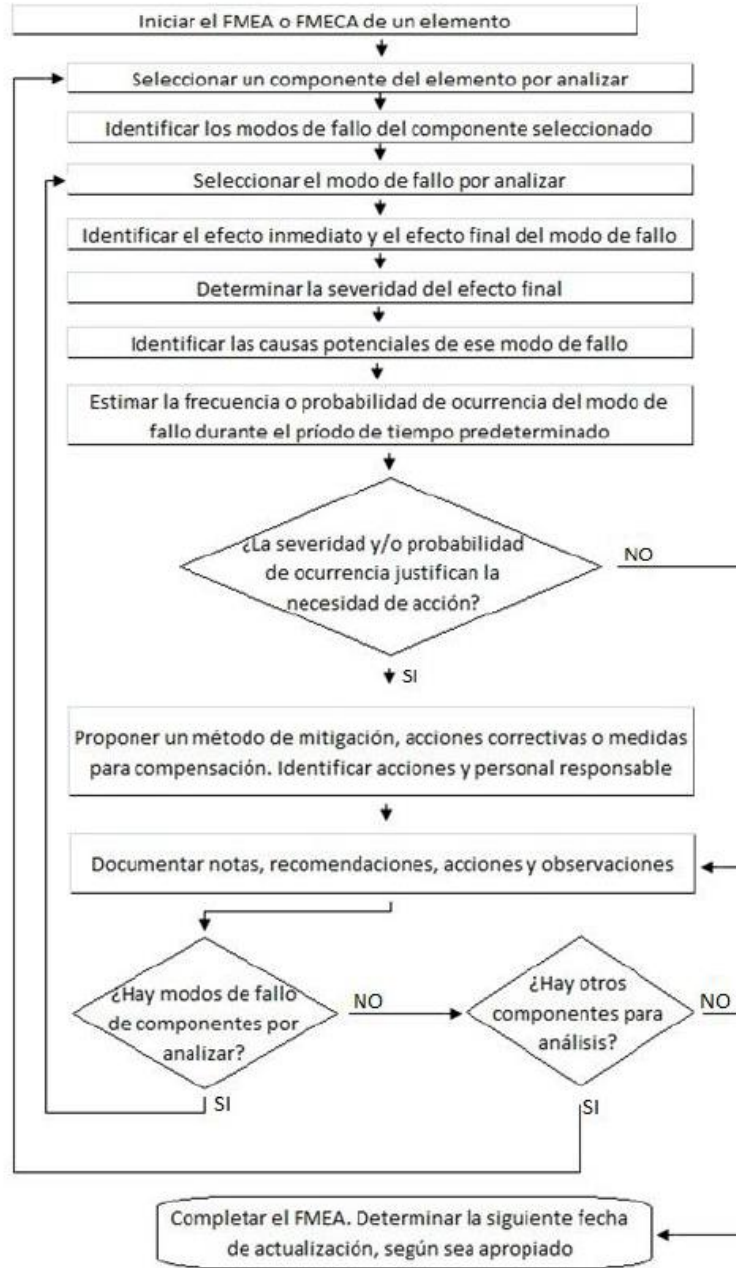 Iniciar el FMEA o FMECA de un elemento
Seleccionar un componente del elemento por analizar
Identificar los modos de fallo del componente seleccionado
Seleccionar el modo de fallo por analizar
Identificar el efecto inmediato y el efecto final del modo de fallo
Determinar la severidad del efecto final
Identificar las causas potenciales de ese modo de fallo
Estimar la frecuencia o probabilidad de ocurrencia del modo de
fallo durante el príodo de tiempo predeterminado
¿La severidad y/o probabilidad
de ocurrencia justifican la
necesidad de acción?
NO
SI
Proponer un método de mitigación, acciones correctivas o medidas
para compensación. Identificar acciones y personal responsable
Documentar notas, recomendaciones, acciones y observaciones
¿Hay modos de fallo
de componentes por
analizar?
NO
SI
¿Hay otros
componentes para
análisis?
NO
SI
Completar el FMEA. Determinar la siguiente fecha
de actualización, según sea apropiado